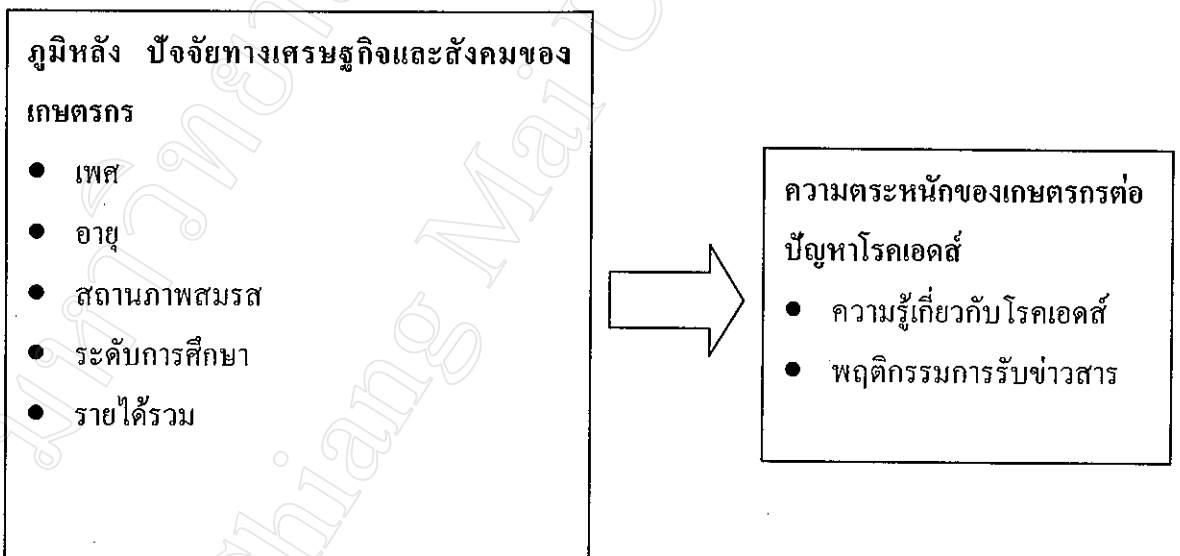 ภูมิหลัง ปัจจัยทางเศรษฐกิจและสังคมของ
เกษตรกร
● เพศ
● อายุ
● สถานภาพสมรส
● ระดับการศึกษา
● รายได้รวม
ความตระหนักของเกษตรกรต่อ
ปัญหาโรคเอดส์
● ความรู้เกี่ยวกับโรคเอดส์
● พฤติกรรมการรับข่าวสาร